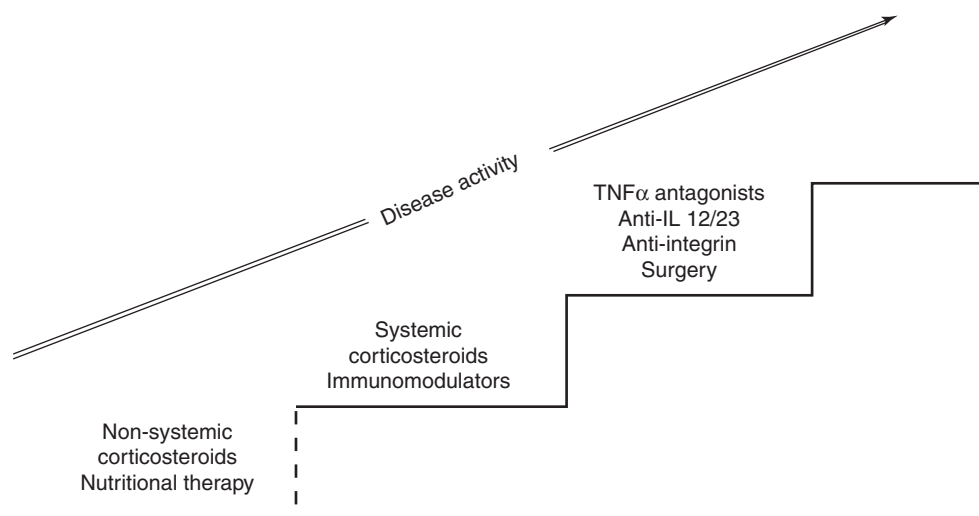 Disease activity
TNFα antagonists
Anti-IL 12/23
Anti-integrin
Surgery
Systemic
corticosteroids
Immunomodulators
Non-systemic
corticosteroids
Nutritional therapy